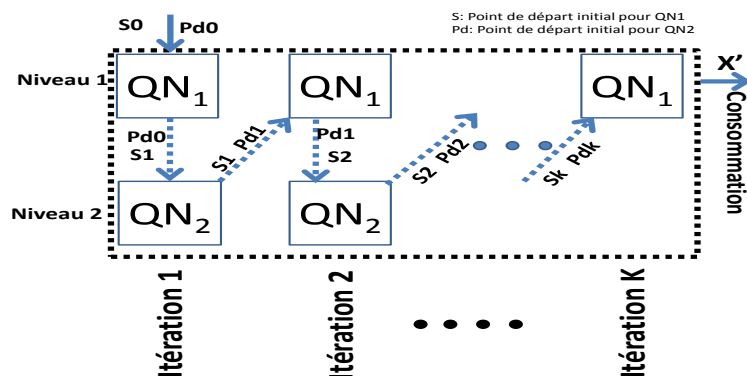 S0 Pd0
S: Point de départ initial pour QN1
Pd: Point de départ initial pour QN2
Niveau 1
QN1
QN1
QN1
X'
Consommation
Pd0
S1
S1 Pd1
Pd1
S2
S2 Pd2
Sk Pdk
Niveau 2
QN2
QN2
Itération 1
Itération 2
Itération K